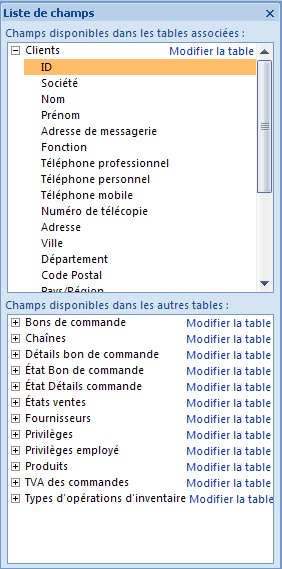 Liste de champs
Champs disponibles dans les tables associées :
Clients Modifier la table
ID
Société
Nom
Prénom
Adresse de messagerie
Fonction
Téléphone professionnel
Téléphone personnel
Téléphone mobile
Numéro de télécopie
Adresse
Ville
Département
Code Postal
Pays/Région
Champs disponibles dans les autres tables :
Bons de commande Modifier la table
Chaînes Modifier la table
Détails bon de commande Modifier la table
État Bon de commande Modifier la table
État Détails commande Modifier la table
États ventes Modifier la table
Fournisseurs Modifier la table
Privilèges Modifier la table
Privilèges employé Modifier la table
Produits Modifier la table
TVA des commandes Modifier la table
Types d'opérations d'inventaire Modifier la table